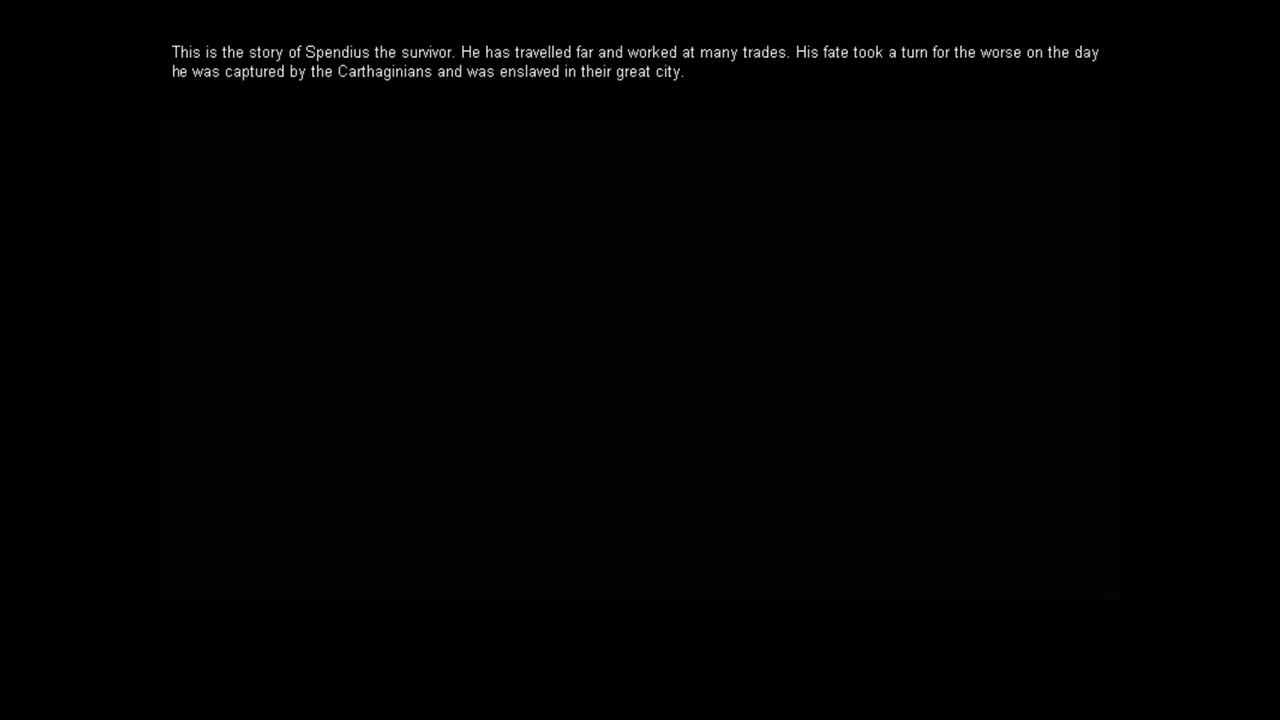 This is the story of Spendius the survivor. He has travelled far and worked at many trades. His fate took a turn for the worse on the day
he was captured by the Carthaginians and was enslaved in their great city.